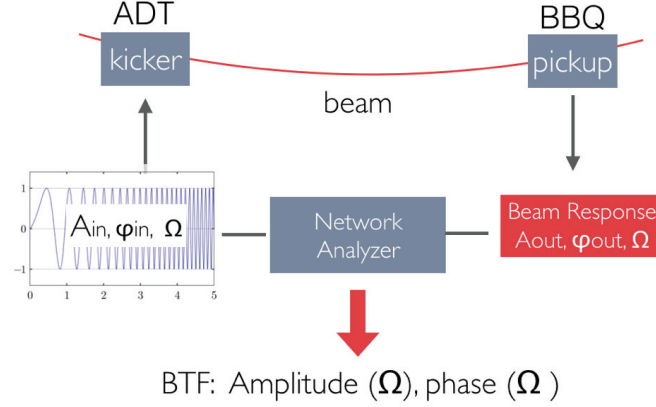 ADT
BBQ
kicker
pickup
beam
1
0
−1
0 1 2 3 4 5
Ain, φin, Ω
Network
Analyzer
Beam Response
Aout, φout, Ω
BTF: Amplitude (Ω), phase (Ω )